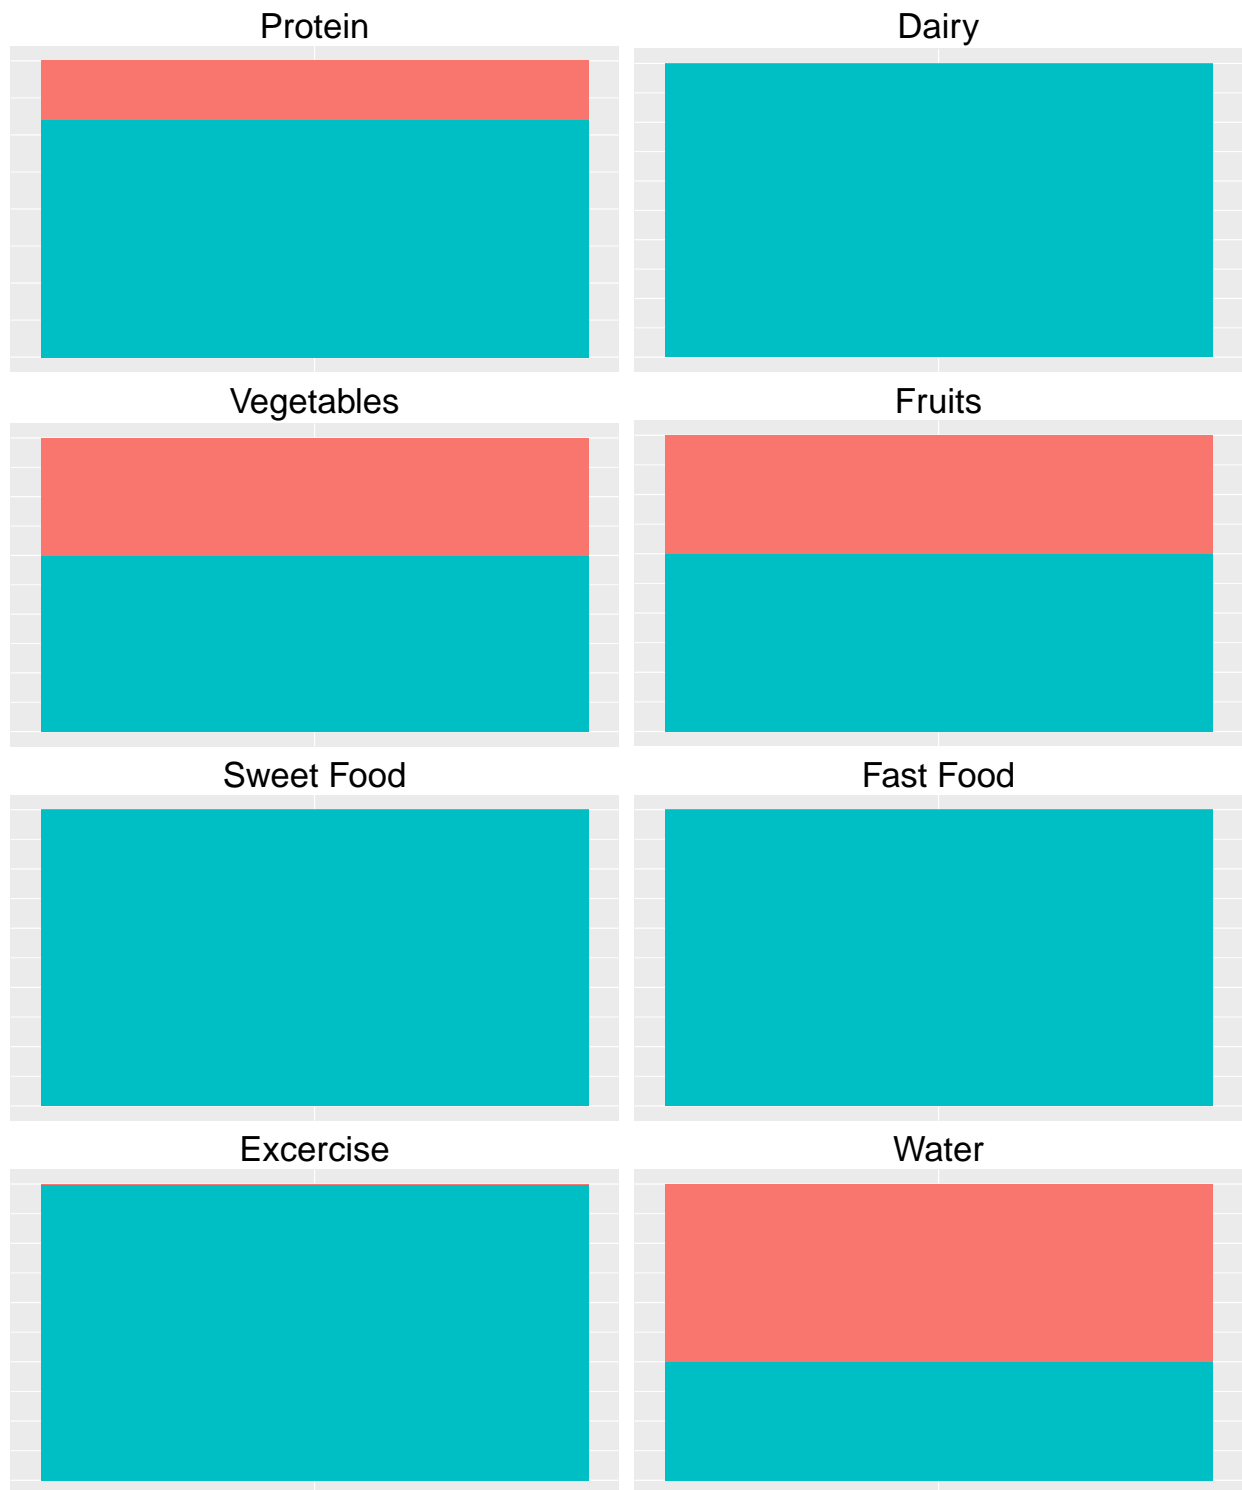 Protein
Dairy
Vegetables
Fruits
Sweet Food
Fast Food
Excercise
Water